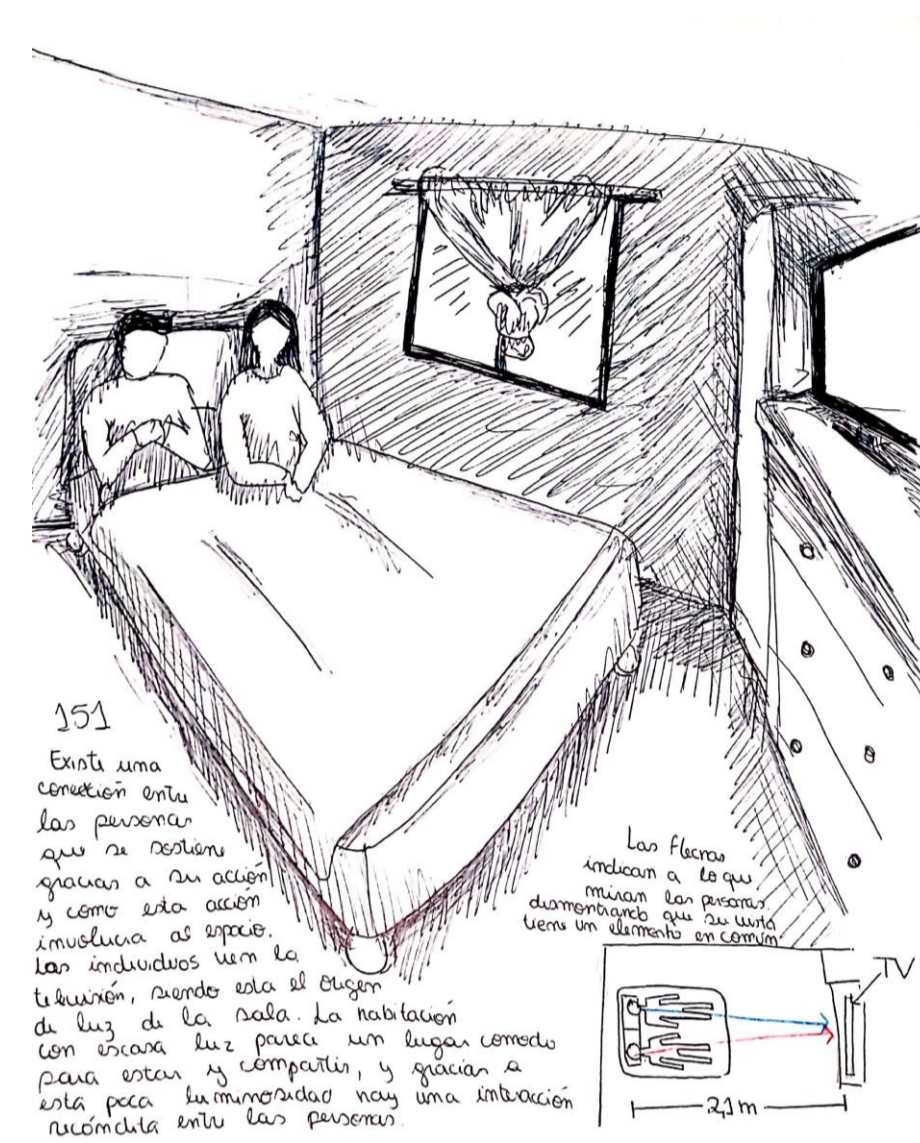 151
Existe una
conexión entre
las personas
que se sostiene
gracias a su acción
y como esta acción
involucra al espacio.
Los individuos ven la
televisión, siendo esta el origen
de luz de la sala. La habitación
con escasa luz parece un lugar comodo
para estar y compartir, y gracias a
esta poca luminosidad hay una interacción
recóndita entre las personas.
Las flechas
indican a lo que
miran las personas,
demostrando que su vista
tiene un elemento en común
TV
2,1 m